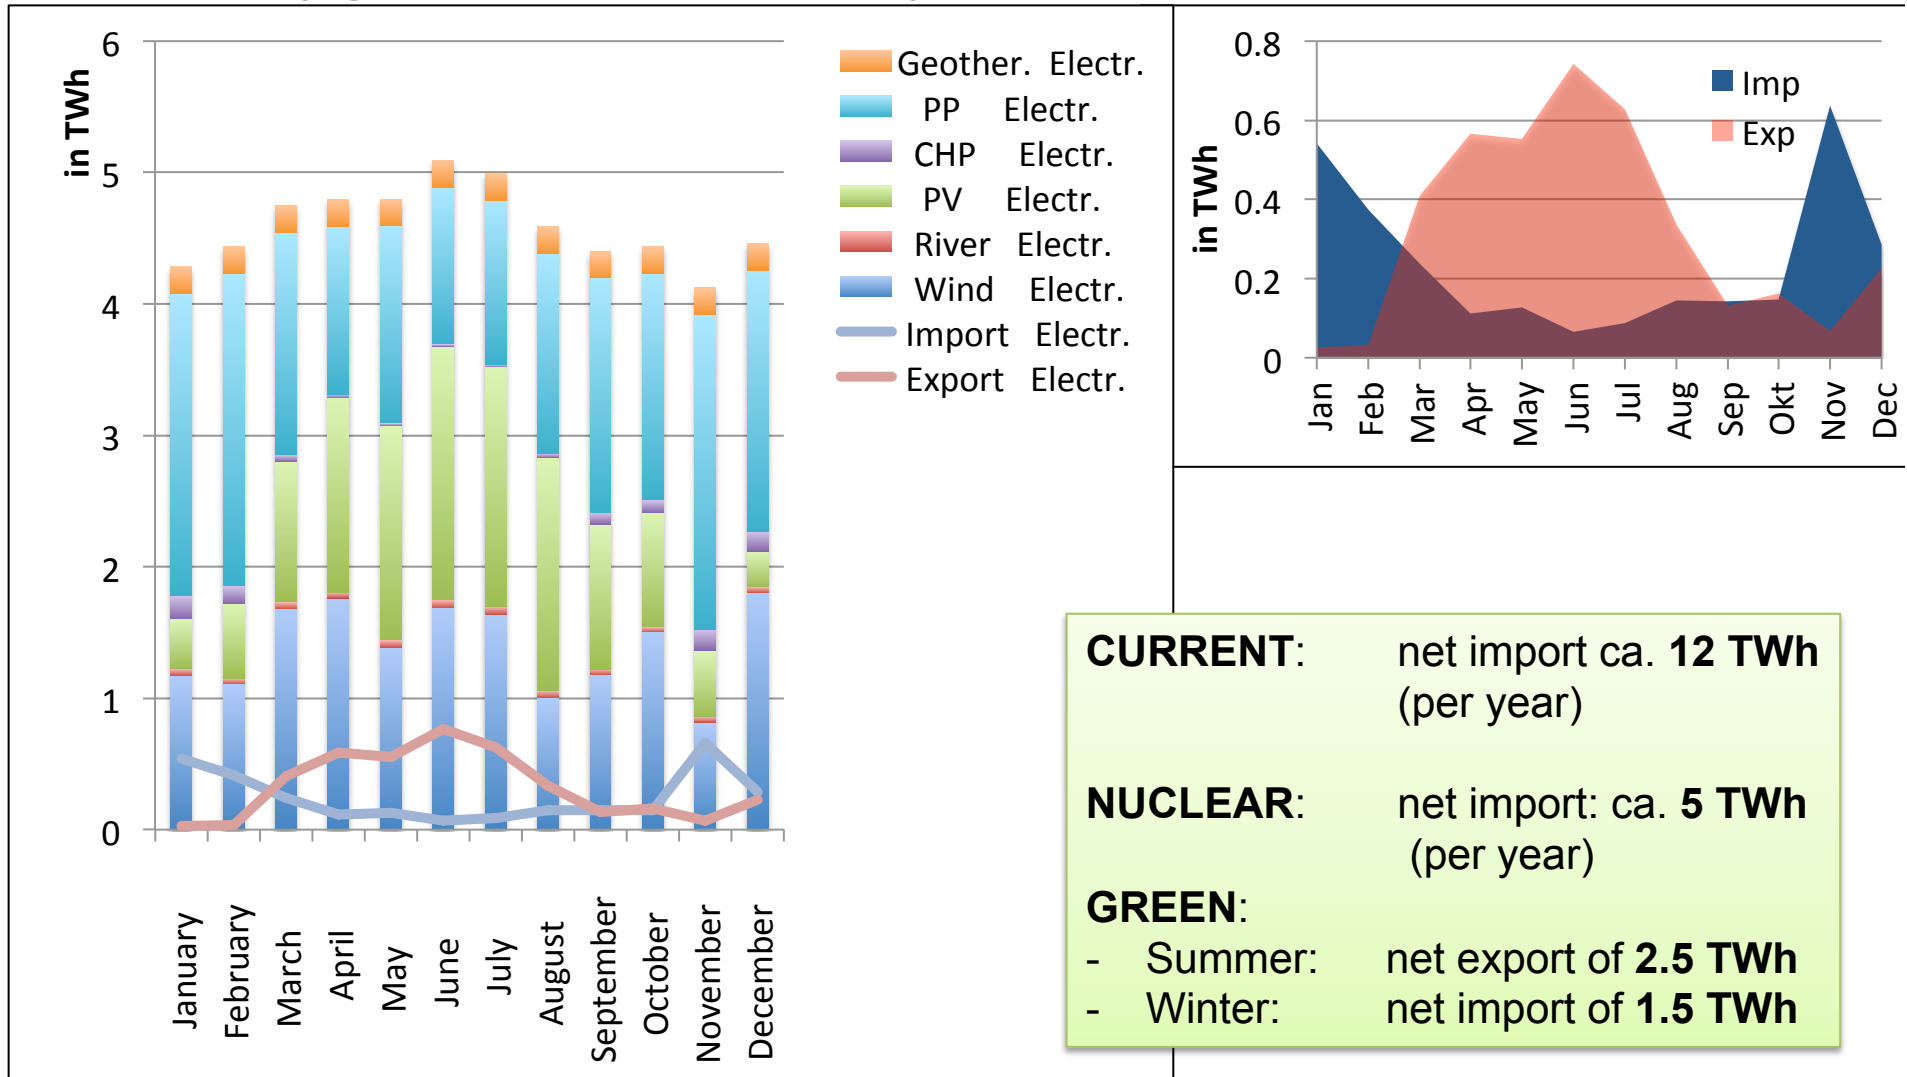 in TWh
6
5
4
3
2
1
0
January
February
March
April
May
June
July
August
September
October
November
December
Geother. Electr.
PP Electr.
CHP Electr.
PV Electr.
River Electr.
Wind Electr.
Import Electr.
Export Electr.
in TWh
0.8
0.6
0.4
0.2
0
Imp
Exp
Jan
Feb
Mar
Apr
May
Jun
Jul
Aug
Sep
Okt
Nov
Dec
CURRENT: net import ca. 12 TWh
(per year)
NUCLEAR: net import: ca. 5 TWh
(per year)
GREEN:
- Summer: net export of 2.5 TWh
- Winter: net import of 1.5 TWh